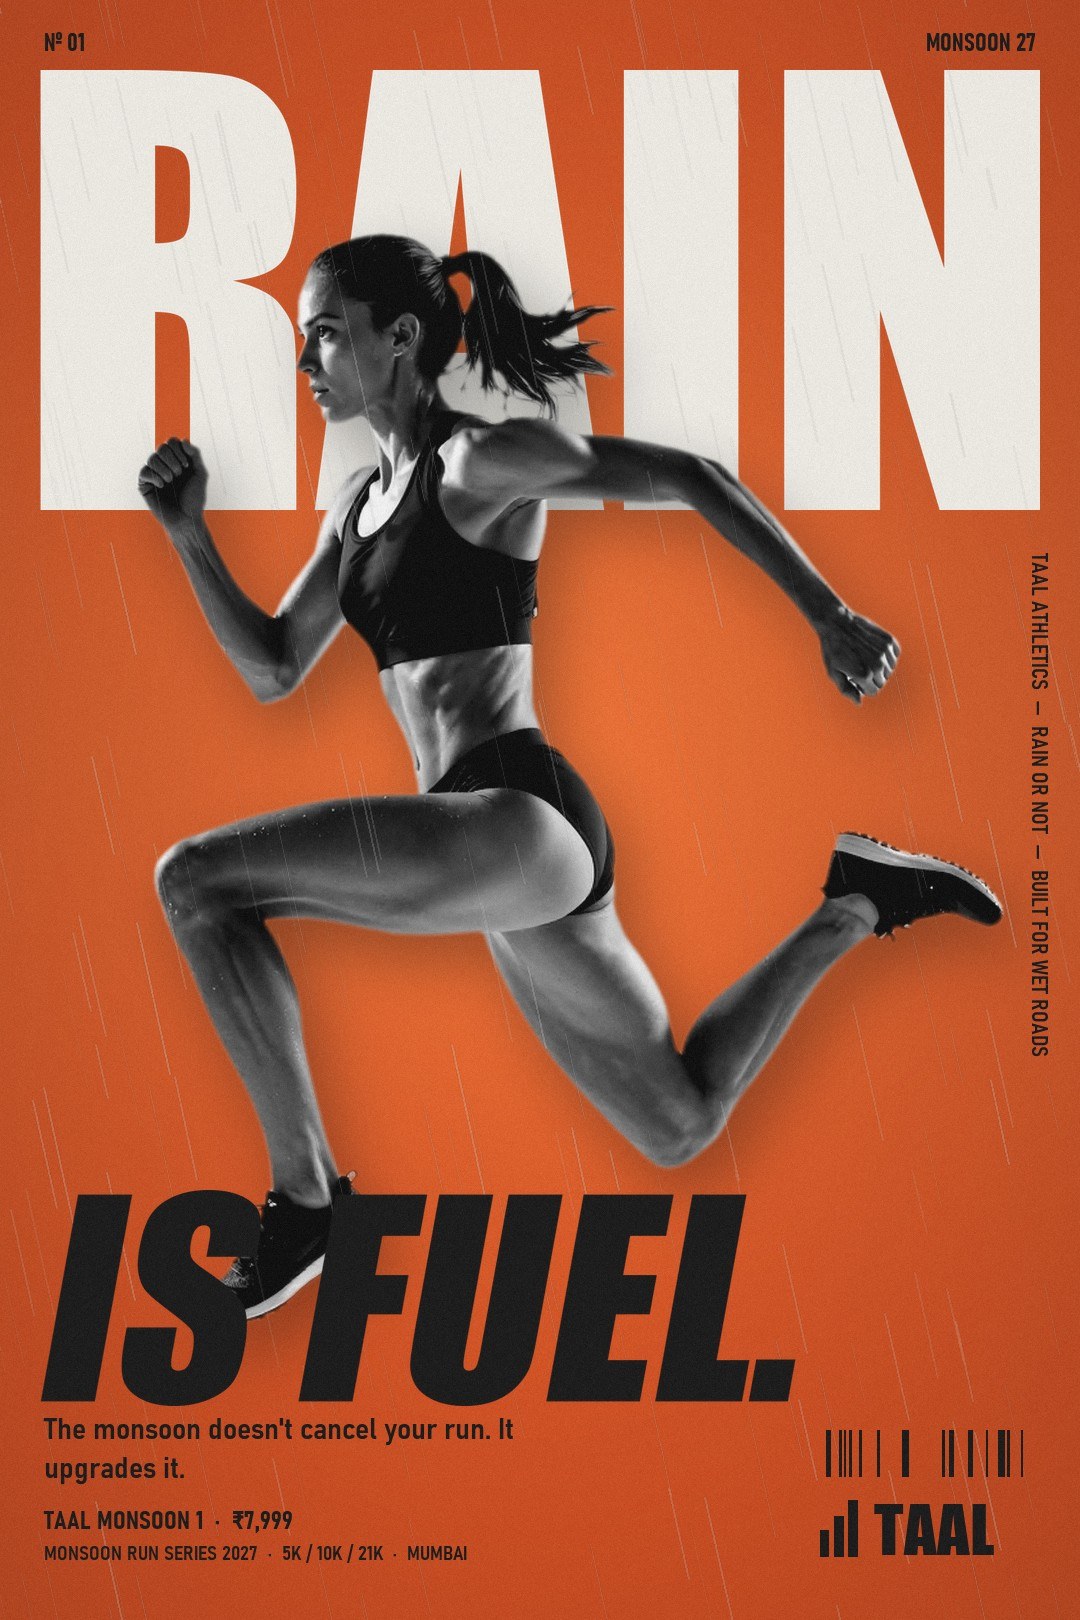 Nº 01
MONSOON 27
RAIN
TAAL ATHLETICS — RAIN OR NOT — BUILT FOR WET ROADS
IS FUEL.
The monsoon doesn't cancel your run. It
upgrades it.
TAAL MONSOON 1 · ₹7,999
MONSOON RUN SERIES 2027 · 5K / 10K / 21K · MUMBAI
TAAL